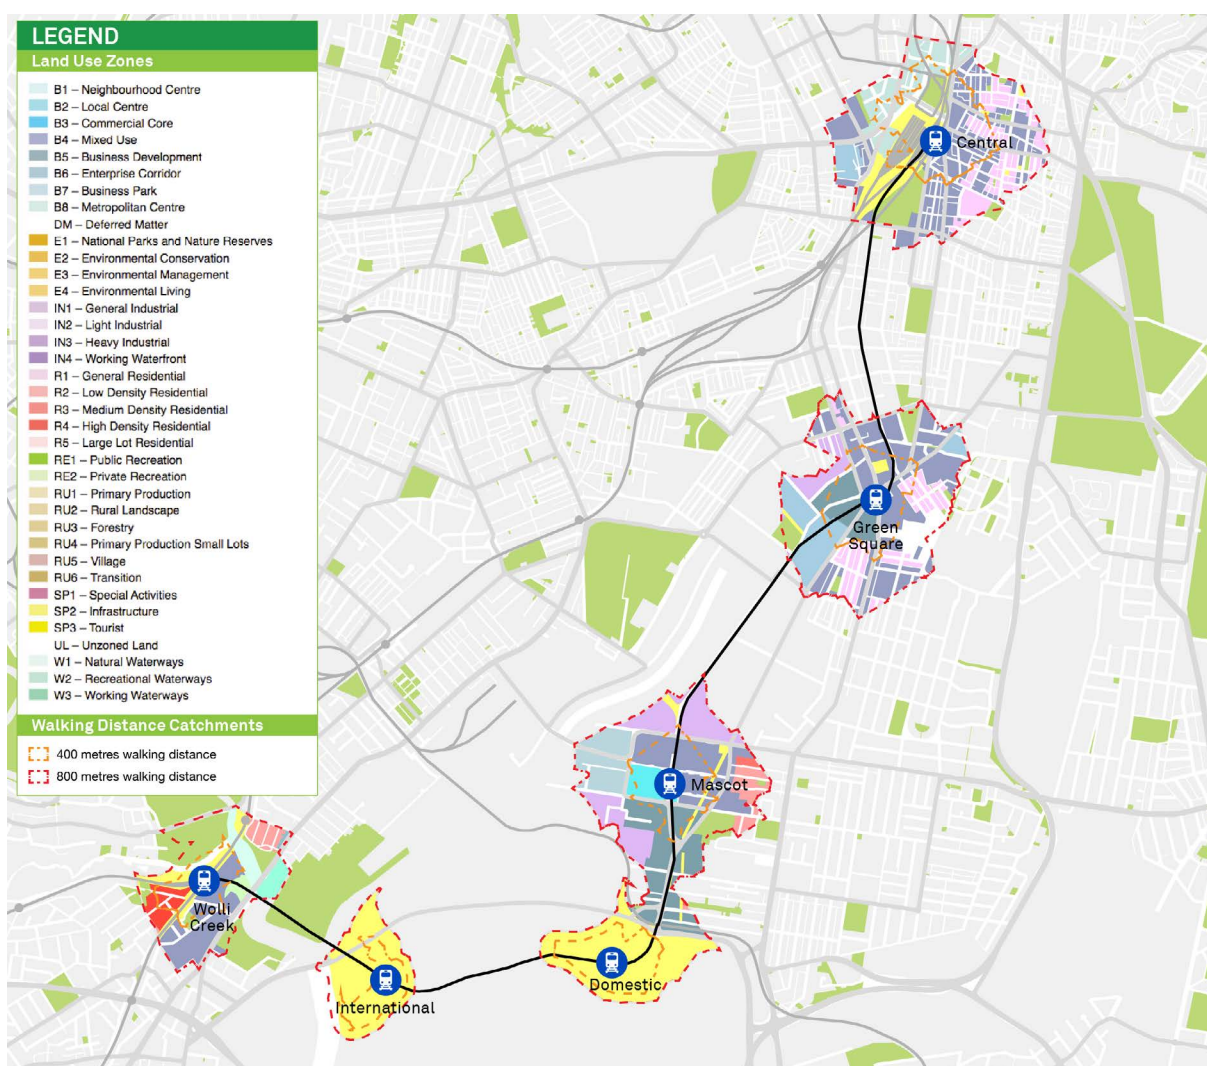 LEGEND
Land Use Zones
B1 – Neighbourhood Centre
B2 – Local Centre
B3 – Commercial Core
B4 – Mixed Use
B5 – Business Development
B6 – Enterprise Corridor
B7 – Business Park
B8 – Metropolitan Centre
DM – Deferred Matter
E1 – National Parks and Nature Reserves
E2 – Environmental Conservation
E3 – Environmental Management
E4 – Environmental Living
IN1 – General Industrial
IN2 – Light Industrial
IN3 – Heavy Industrial
IN4 – Working Waterfront
R1 – General Residential
R2 – Low Density Residential
R3 – Medium Density Residential
R4 – High Density Residential
R5 – Large Lot Residential
RE1 – Public Recreation
RE2 – Private Recreation
RU1 – Primary Production
RU2 – Rural Landscape
RU3 – Forestry
RU4 – Primary Production Small Lots
RU5 – Village
RU6 – Transition
SP1 – Special Activities
SP2 – Infrastructure
SP3 – Tourist
UL – Unzoned Land
W1 – Natural Waterways
W2 – Recreational Waterways
W3 – Working Waterways
Walking Distance Catchments
400 metres walking distance
800 metres walking distance
Central
Green
Square
Mascot
Wolli
Creek
Domestic
International